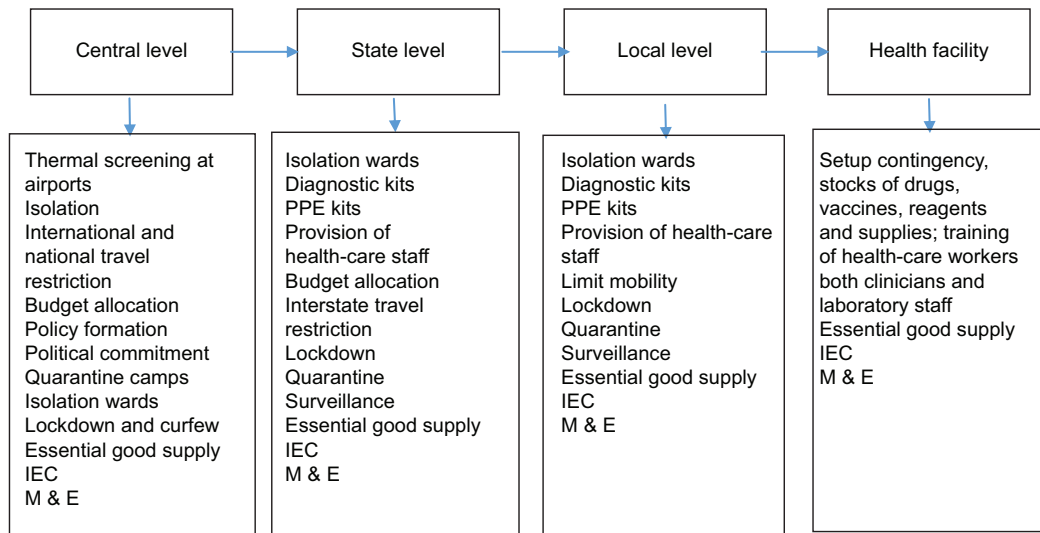 Central level
State level
Local level
Health facility
Thermal screening at
airports
Isolation
International and
national travel
restriction
Budget allocation
Policy formation
Political commitment
Quarantine camps
Isolation wards
Lockdown and curfew
Essential good supply
IEC
M & E
Isolation wards
Diagnostic kits
PPE kits
Provision of
health-care staff
Budget allocation
Interstate travel
restriction
Lockdown
Quarantine
Surveillance
Essential good supply
IEC
M & E
Isolation wards
Diagnostic kits
PPE kits
Provision of health-care
staff
Limit mobility
Lockdown
Quarantine
Surveillance
Essential good supply
IEC
M & E
Setup contingency,
stocks of drugs,
vaccines, reagents
and supplies; training
of health-care workers
both clinicians and
laboratory staff
Essential good supply
IEC
M & E